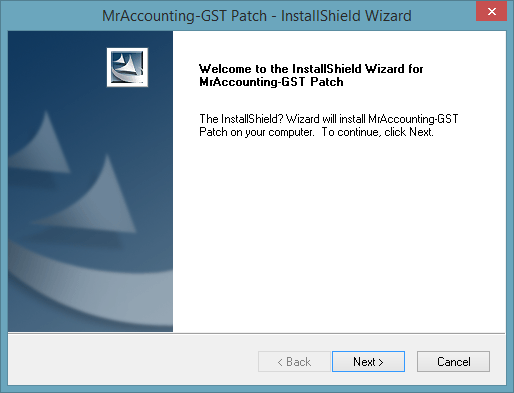 MrAccounting-GST Patch - InstallShield Wizard
Welcome to the InstallShield Wizard for
MrAccounting-GST Patch
The InstallShield? Wizard will install MrAccounting-GST
Patch on your computer.  To continue, click Next.
< Back
Next >
Cancel